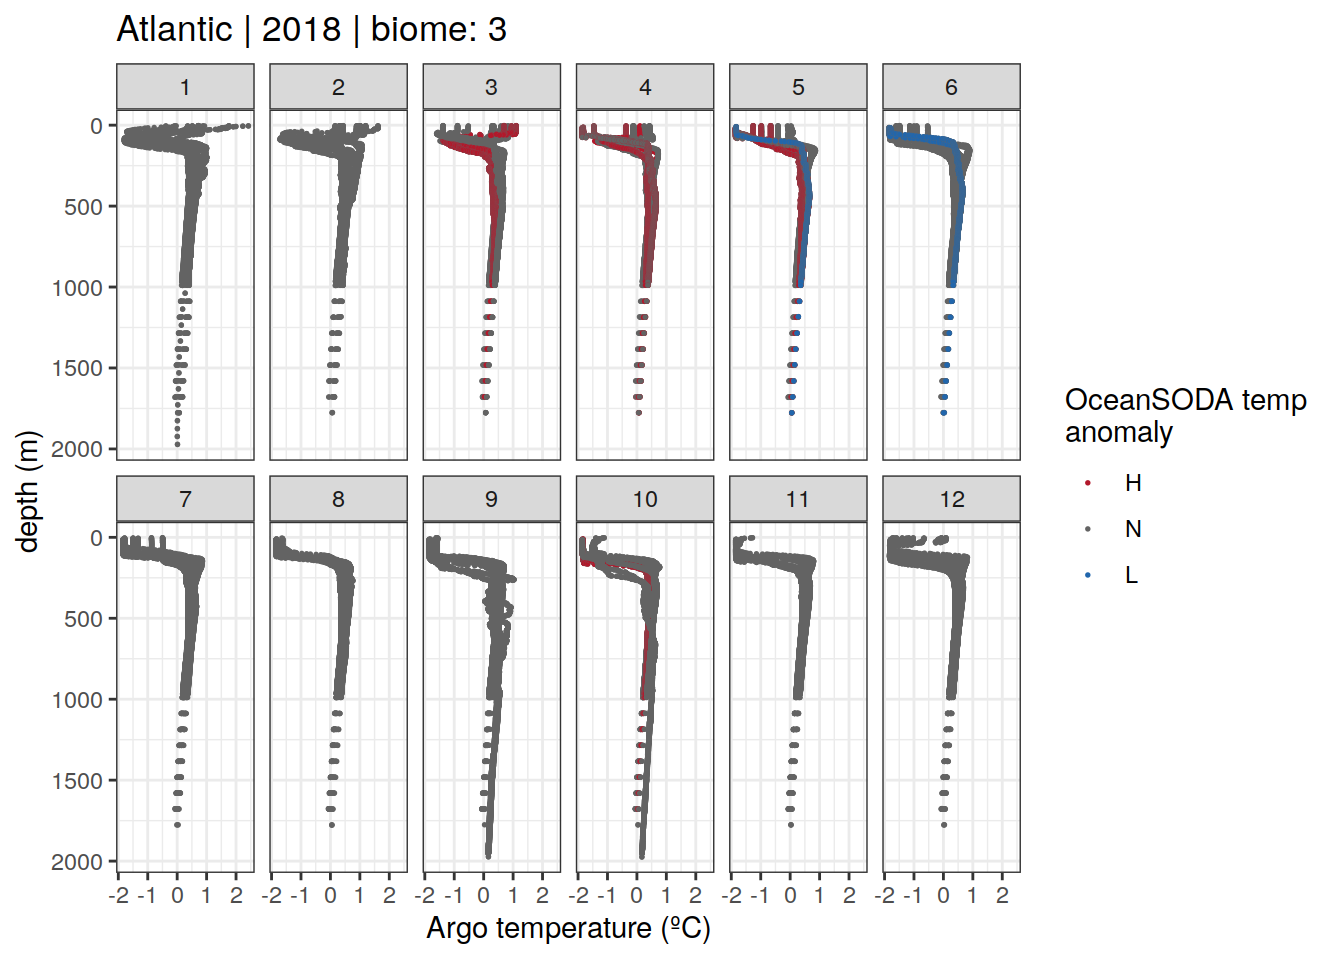 Atlantic | 2018 | biome: 3
1 2 3 4 5 6
0
500
1000
1500
2000
7 8 9 10 11 12
0
500
1000
1500
2000
-2 -1 0 1 2 -2 -1 0 1 2 -2 -1 0 1 2 -2 -1 0 1 2 -2 -1 0 1 2 -2 -1 0 1 2
Argo temperature (ºC)
depth (m)
OceanSODA temp
anomaly
H
N
L